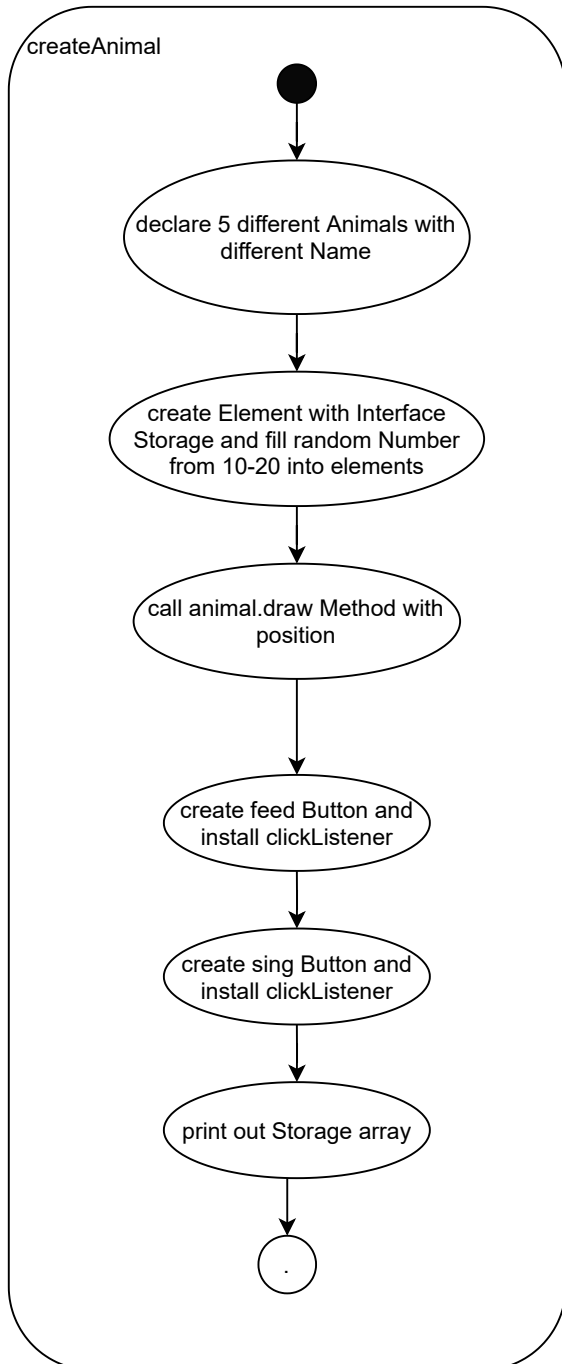 createAnimal
declare 5 different Animals with
different Name
create Element with Interface
Storage and fill random Number
from 10-20 into elements
call animal.draw Method with
position
create feed Button and
install clickListener
create sing Button and
install clickListener
print out Storage array
.